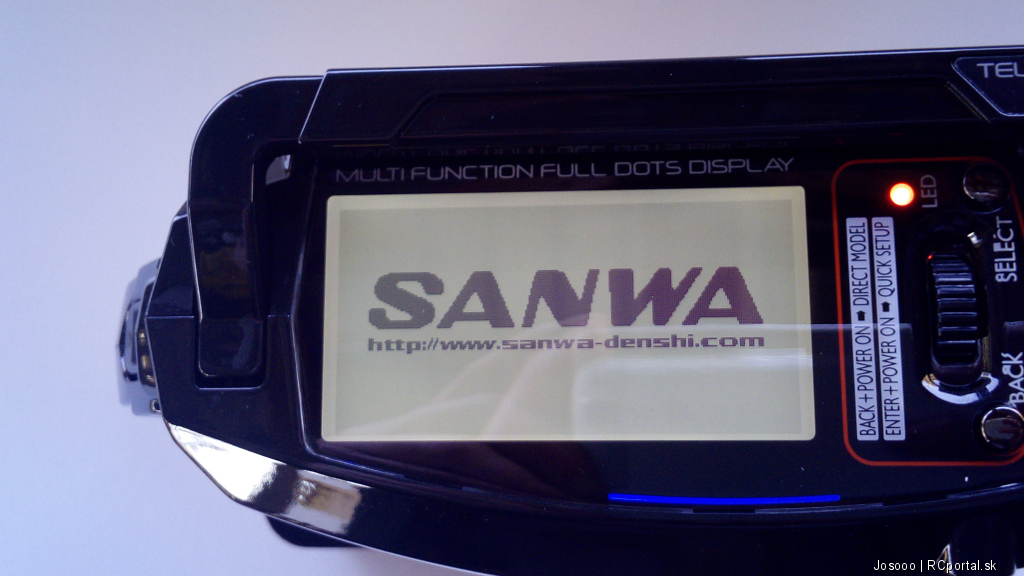 TEL
MULTI FUNCTION FULL DOTS DISPLAY
SANWA
http://www.sanwa-denshi.com
LED
SELECT
BACK
BACK+POWER ON ➡ DIRECT MODEL
ENTER+POWER ON ➡ QUICK SETUP
Josooo | RCportal.sk